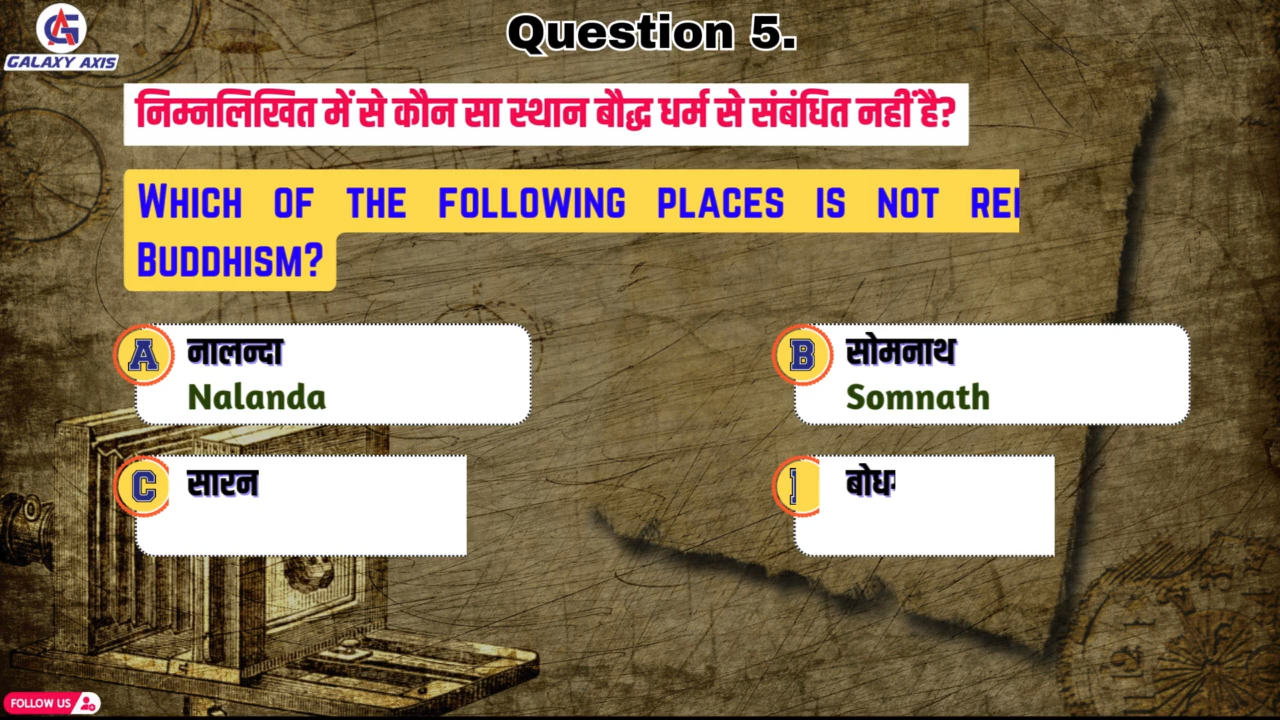 GALAXY AXIS
Question 5.
निम्नलिखित में से कौन सा स्थान बौद्ध धर्म से संबंधित नहीं है?
WHICH OF THE FOLLOWING PLACES IS NOT
BUDDHISM?
A नालन्दा
Nalanda
B सोमनाथ
Somnath
C सारन
FOLLOW US